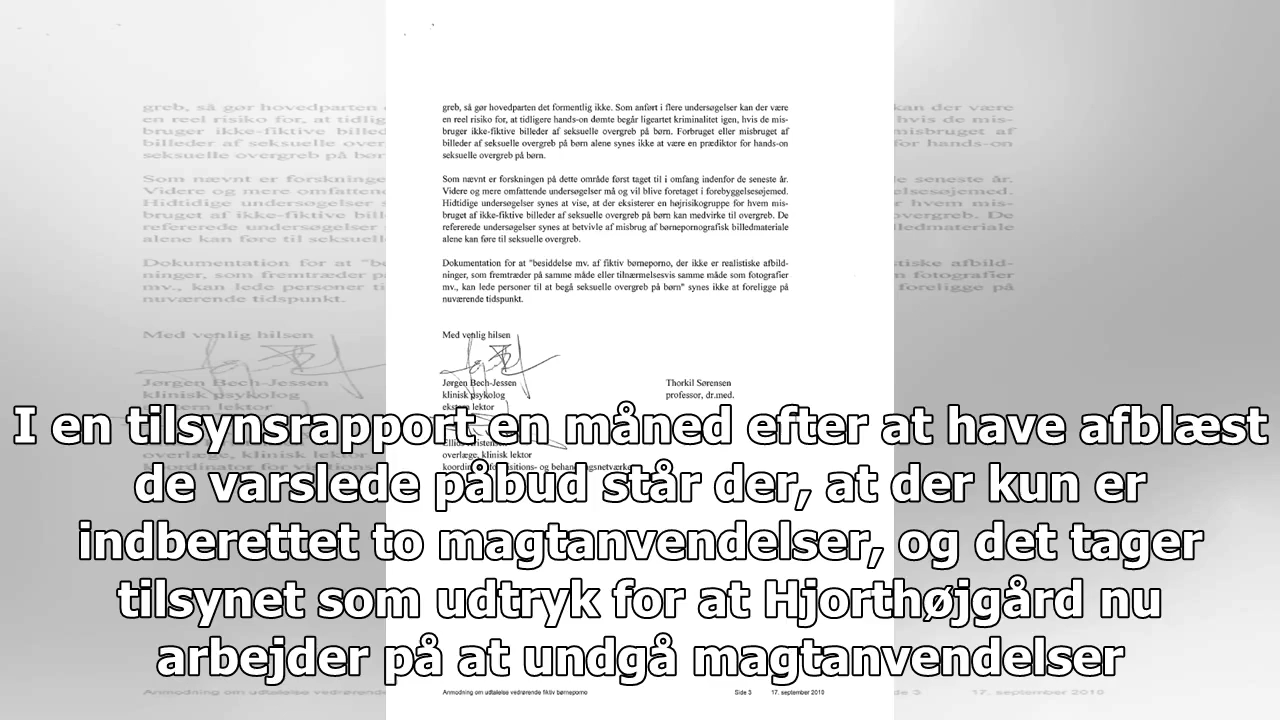 greb, så gør hovedparten det formentlig ikke. Som anført i flere undersøgelser kan der være
en reel risiko for, at tidligere hands-on dømte begår ligeartet kriminalitet igen, hvis de mis-
bruger ikke-fiktive billeder af seksuelle overgreb på børn. Forbruget eller misbruget af
billeder af seksuelle overgreb på børn alene synes ikke at være en prædiktor for hands-on
seksuelle overgreb på børn.
Som nævnt er forskningen på dette område først taget til i omfang indenfor de seneste år.
Videre og mere omfattende undersøgelser må og vil blive foretaget i forebyggelsesøjemed.
Hidtidige undersøgelser synes at vise, at der eksisterer en højrisikogruppe for hvem mis-
bruget af ikke-fiktive billeder af seksuelle overgreb på børn kan medvirke til overgreb. De
refererede undersøgelser synes at betvivle af misbrug af børnepornografisk billedmateriale
alene kan føre til seksuelle overgreb.
Dokumentation for at "besiddelse mv. af fiktiv børneporno, der ikke er realistiske afbild-
ninger, som fremtræder på samme måde eller tilnærmelsesvis samme måde som fotografier
mv., kan lede personer til at begå seksuelle overgreb på børn" synes ikke at foreligge på
nuværende tidspunkt.
Med venlig hilsen
Jørgen Bech-Jessen Thorkil Sørensen
klinisk psykolog professor, dr.med.
ekstern lektor
I en tilsynsrapport en måned efter at have afblæst
de varslede påbud står der, at der kun er
indberettet to magtanvendelser, og det tager
tilsynet som udtryk for at Hjorthøjgård nu
arbejder på at undgå magtanvendelser
overlæge, klinisk lektor
Anmodning om udtalelse vedrørende fiktiv børneporno Side 3 17. september 2010